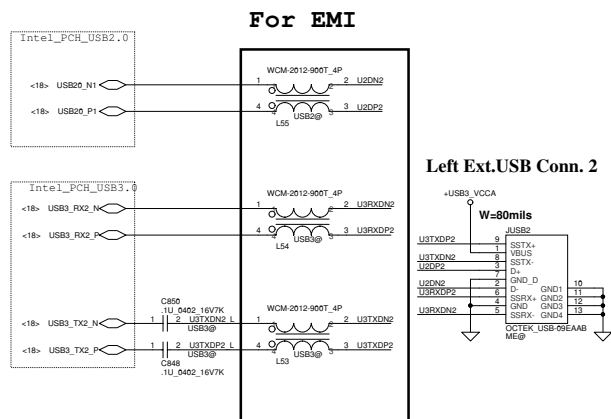 For EMI
Intel_PCH_USB2.0
WCM-2012-900T_4P
<18> USB20_N1 1 2 U2DN2
<18> USB20_P1 4 3 U2DP2
USB2@
L55
Left Ext.USB Conn. 2
Intel_PCH_USB3.0
WCM-2012-900T_4P
+USB3_VCCA
<18> USB3_RX2_N 1 2 U3RXDN2
W=80mils
<18> USB3_RX2_P 4 3 U3RXDP2
USB3@
L54
JUSB2
U3TXDP2 9 SSTX+
1 VBUS
U3TXDN2 8 SSTX-
U2DP2 3 D+
7 GND_D GND1 10
U2DN2 2 D- GND2 11
U3RXDP2 6 SSRX+ GND3 12
4 GND GND4 13
U3RXDN2 5 SSRX-
OCTEK_USB-09EAAB
ME@
C850
.1U_0402_16V7K
WCM-2012-900T_4P
<18> USB3_TX2_N 1 2 U3TXDN2_L 1 2 U3TXDN2
USB3@
<18> USB3_TX2_P 1 2 U3TXDP2_L 4 3 U3TXDP2
USB3@ USB3@
C848 L53
.1U_0402_16V7K